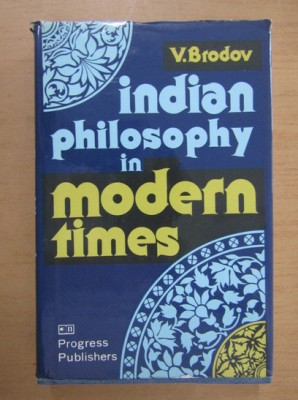 V.Brodov
indian
philosophy
in
modern
times
Progress
Publishers